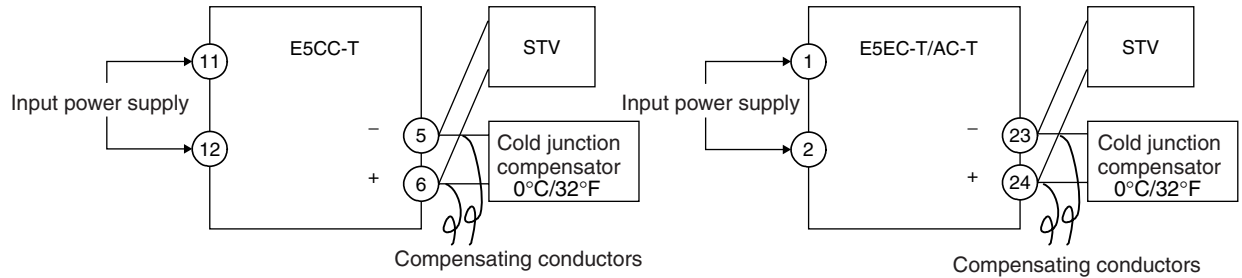 E5CC-T
STV
11
Input power supply
12
−
5
+
6
Cold junction
compensator
0°C/32°F
Compensating conductors
E5EC-T/AC-T
STV
1
Input power supply
2
−
23
+
24
Cold junction
compensator
0°C/32°F
Compensating conductors